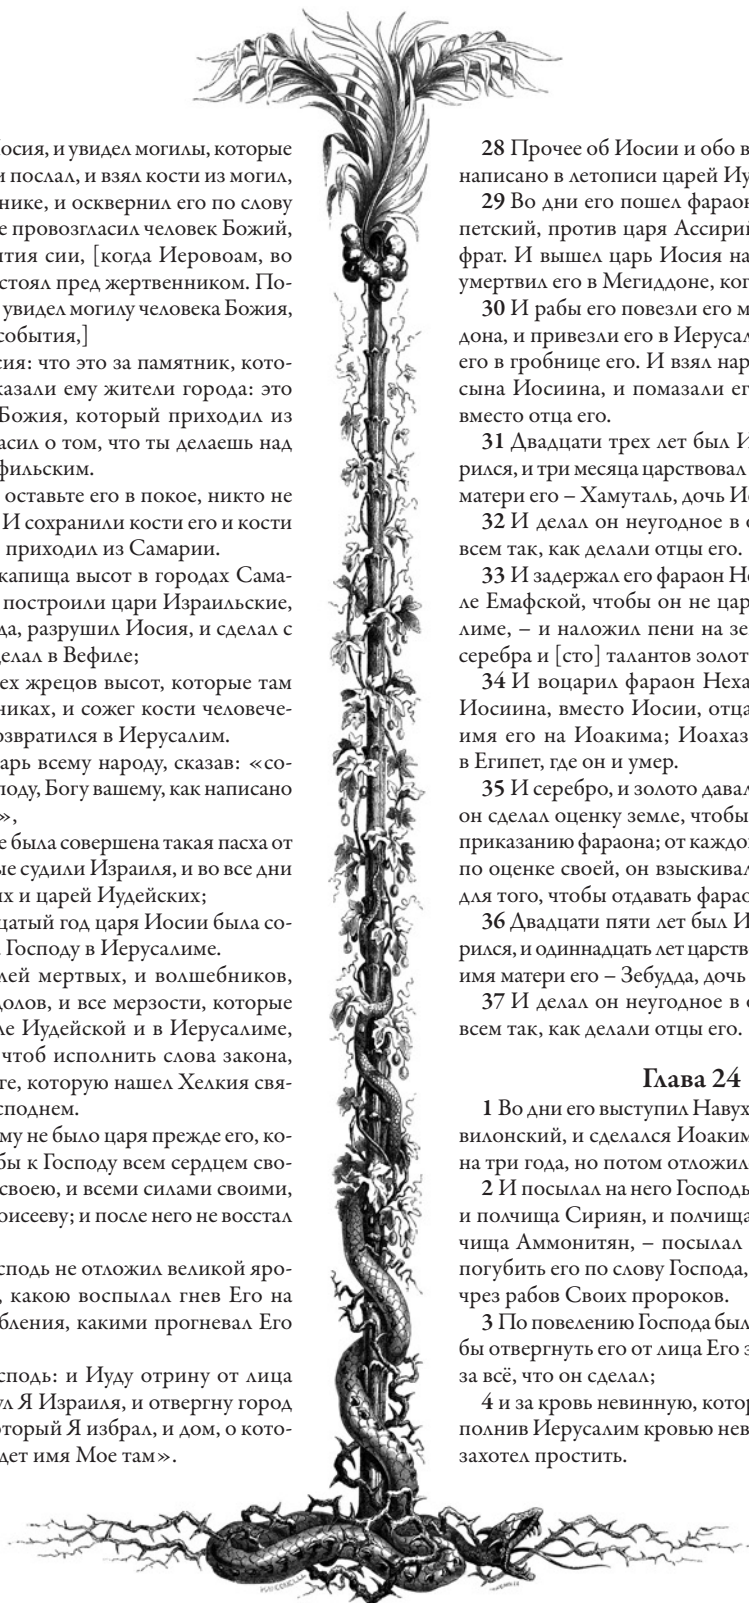 осия, и увидел могилы, которые
и послал, и взял кости из могил,
нике, и осквернил его по слову
е провозгласил человек Божий,
тия сии, [когда Иеровоам, во
стоял пред жертвенником. По-
увидел могилу человека Божия,
события,]
сия: что это за памятник, кото-
казали ему жители города: это
Божия, который приходил из
асил о том, что ты делаешь над
фильским.
оставьте его в покое, никто не
И сохранили кости его и кости
приходил из Самарии.
капища высот в городах Сама-
построили цари Израильские,
да, разрушил Иосия, и сделал с
елал в Вефиле;
ех жрецов высот, которые там
никах, и сожег кости человече-
озвратился в Иерусалим.
арь всему народу, сказав: «со-
поду, Богу вашему, как написано
»,
е была совершена такая пасха от
ые судили Израиля, и во все дни
их и царей Иудейских;
цатый год царя Иосии была со-
Господу в Иерусалиме.
лей мертвых, и волшебников,
долов, и все мерзости, которые
ле Иудейской и в Иерусалиме,
чтоб исполнить слова закона,
ге, которую нашел Хелкия свя-
споднем.
му не было царя прежде его, ко-
бы к Господу всем сердцем сво-
своею, и всеми силами своими,
оисееву; и после него не восстал
сподь не отложил великой яро-
, какою воспылал гнев Его на
бления, какими прогневал Его
сподь: и Иуду отрину от лица
ул Я Израиля, и отвергну город
оторый Я избрал, и дом, о кото-
дет имя Мое там».
28 Прочее об Иосии и обо в
написано в летописи царей Иу
29 Во дни его пошел фараон
петский, против царя Ассирий
фрат. И вышел царь Иосия на
умертвил его в Мегиддоне, ког
30 И рабы его повезли его м
дона, и привезли его в Иерусал
его в гробнице его. И взял нар
сына Иосиина, и помазали ег
вместо отца его.
31 Двадцати трех лет был И
рился, и три месяца царствовал
матери его – Хамуталь, дочь Ие
32 И делал он неугодное в о
всем так, как делали отцы его.
33 И задержал его фараон Не
ле Емафской, чтобы он не цар
лиме, – и наложил пени на зе
серебра и [сто] талантов золот
34 И воцарил фараон Неха
Иосиина, вместо Иосии, отца
имя его на Иоакима; Иоахаз
в Египет, где он и умер.
35 И серебро, и золото давал
он сделал оценку земле, чтобы
приказанию фараона; от каждо
по оценке своей, он взыскивал
для того, чтобы отдавать фарао
36 Двадцати пяти лет был И
рился, и одиннадцать лет царств
имя матери его – Зебудда, дочь
37 И делал он неугодное в о
всем так, как делали отцы его.
Глава 24
1 Во дни его выступил Навух
вилонский, и сделался Иоаким
на три года, но потом отложил
2 И посылал на него Господь
и полчища Сириян, и полчища
чища Аммонитян, – посылал
погубить его по слову Господа,
чрез рабов Своих пророков.
3 По повелению Господа был
бы отвергнуть его от лица Его з
за всё, что он сделал;
4 и за кровь невинную, котор
полнив Иерусалим кровью нев
захотел простить.